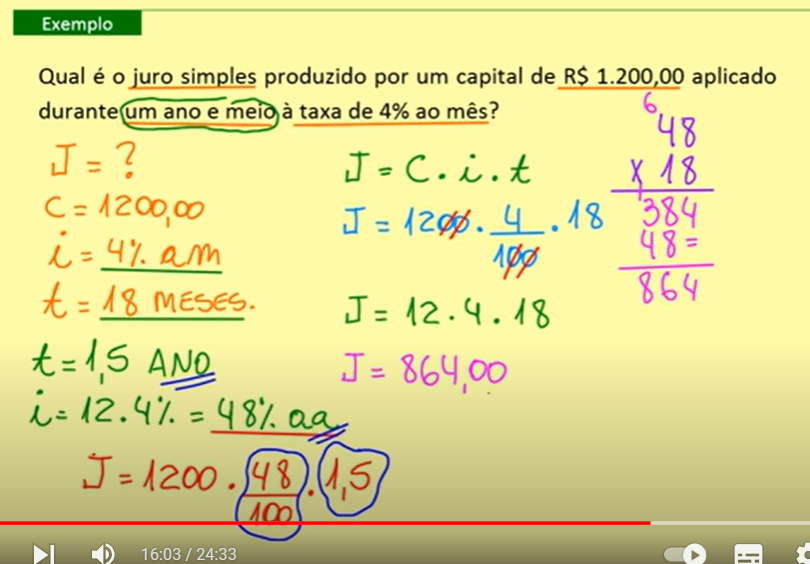 Exemplo
Qual é o juro simples produzido por um capital de R$ 1.200,00 aplicado
durante um ano e meio à taxa de 4% ao mês?
J = ?
C = 1200,00
i = 4% am
t = 18 MESES.
t = 1,5 ANO
i = 12 . 4% = 48% aa
J = 1200 . 48/100 . 1,5
J = C . i . t
J = 1200 . 4/100 . 18
J = 12 . 4 . 18
J = 864,00
6
48
x 18
1
384
48=
864
16:03 / 24:33